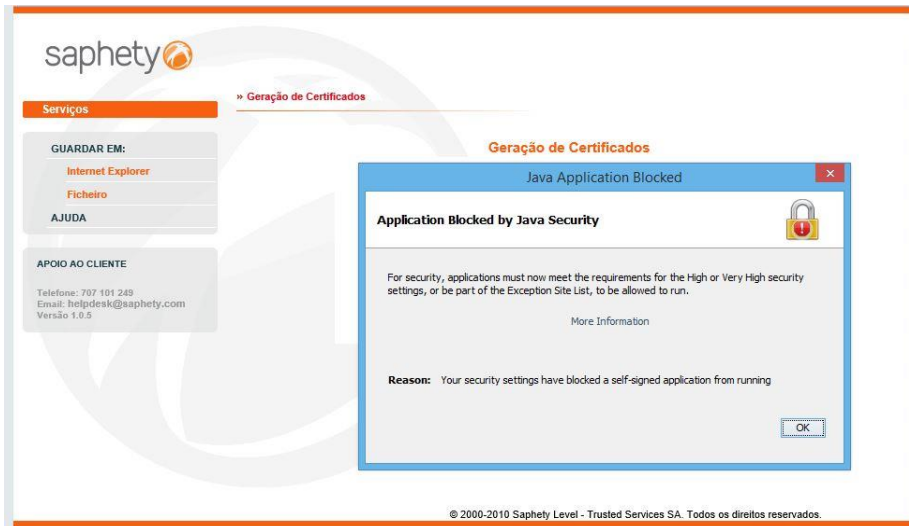 saphety
» Geração de Certificados
Serviços
GUARDAR EM:
Internet Explorer
Ficheiro
AJUDA
APOIO AO CLIENTE
Telefone: 707 101 249
Email: helpdesk@saphety.com
Versão 1.0.5
Geração de Certificados
Java Application Blocked
Application Blocked by Java Security
For security, applications must now meet the requirements for the High or Very High security
settings, or be part of the Exception Site List, to be allowed to run.
More Information
Reason: Your security settings have blocked a self-signed application from running
OK
© 2000-2010 Saphety Level - Trusted Services SA. Todos os direitos reservados.